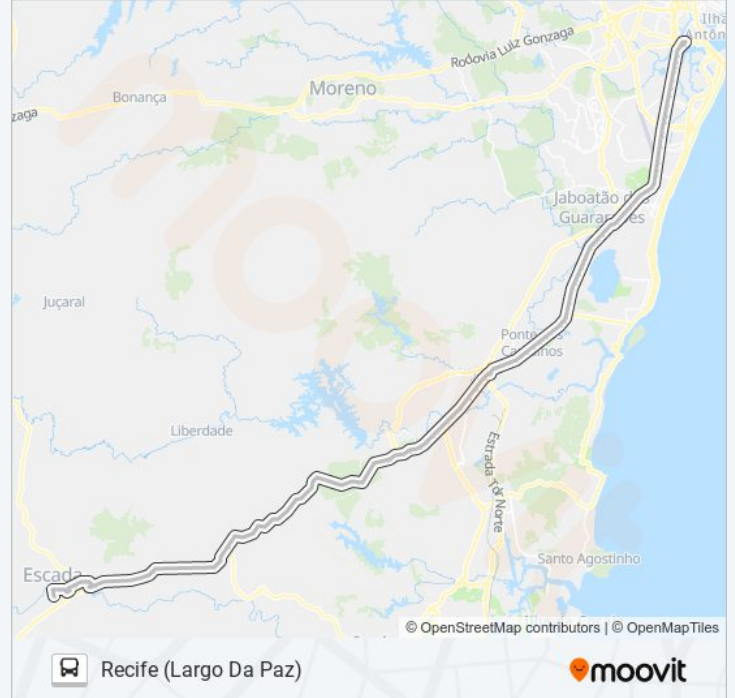 Ilha
Antôn
Rodovia Luiz Gonzaga
Moreno
Bonança
zaga
Jaboatão dos
Guararapes
Juçaral
Ponte dos
Carvalhos
Liberdade
Estrada TDR Norte
Santo Agostinho
Escada
© OpenStreetMap contributors | © OpenMapTiles
Recife (Largo Da Paz)
moovit